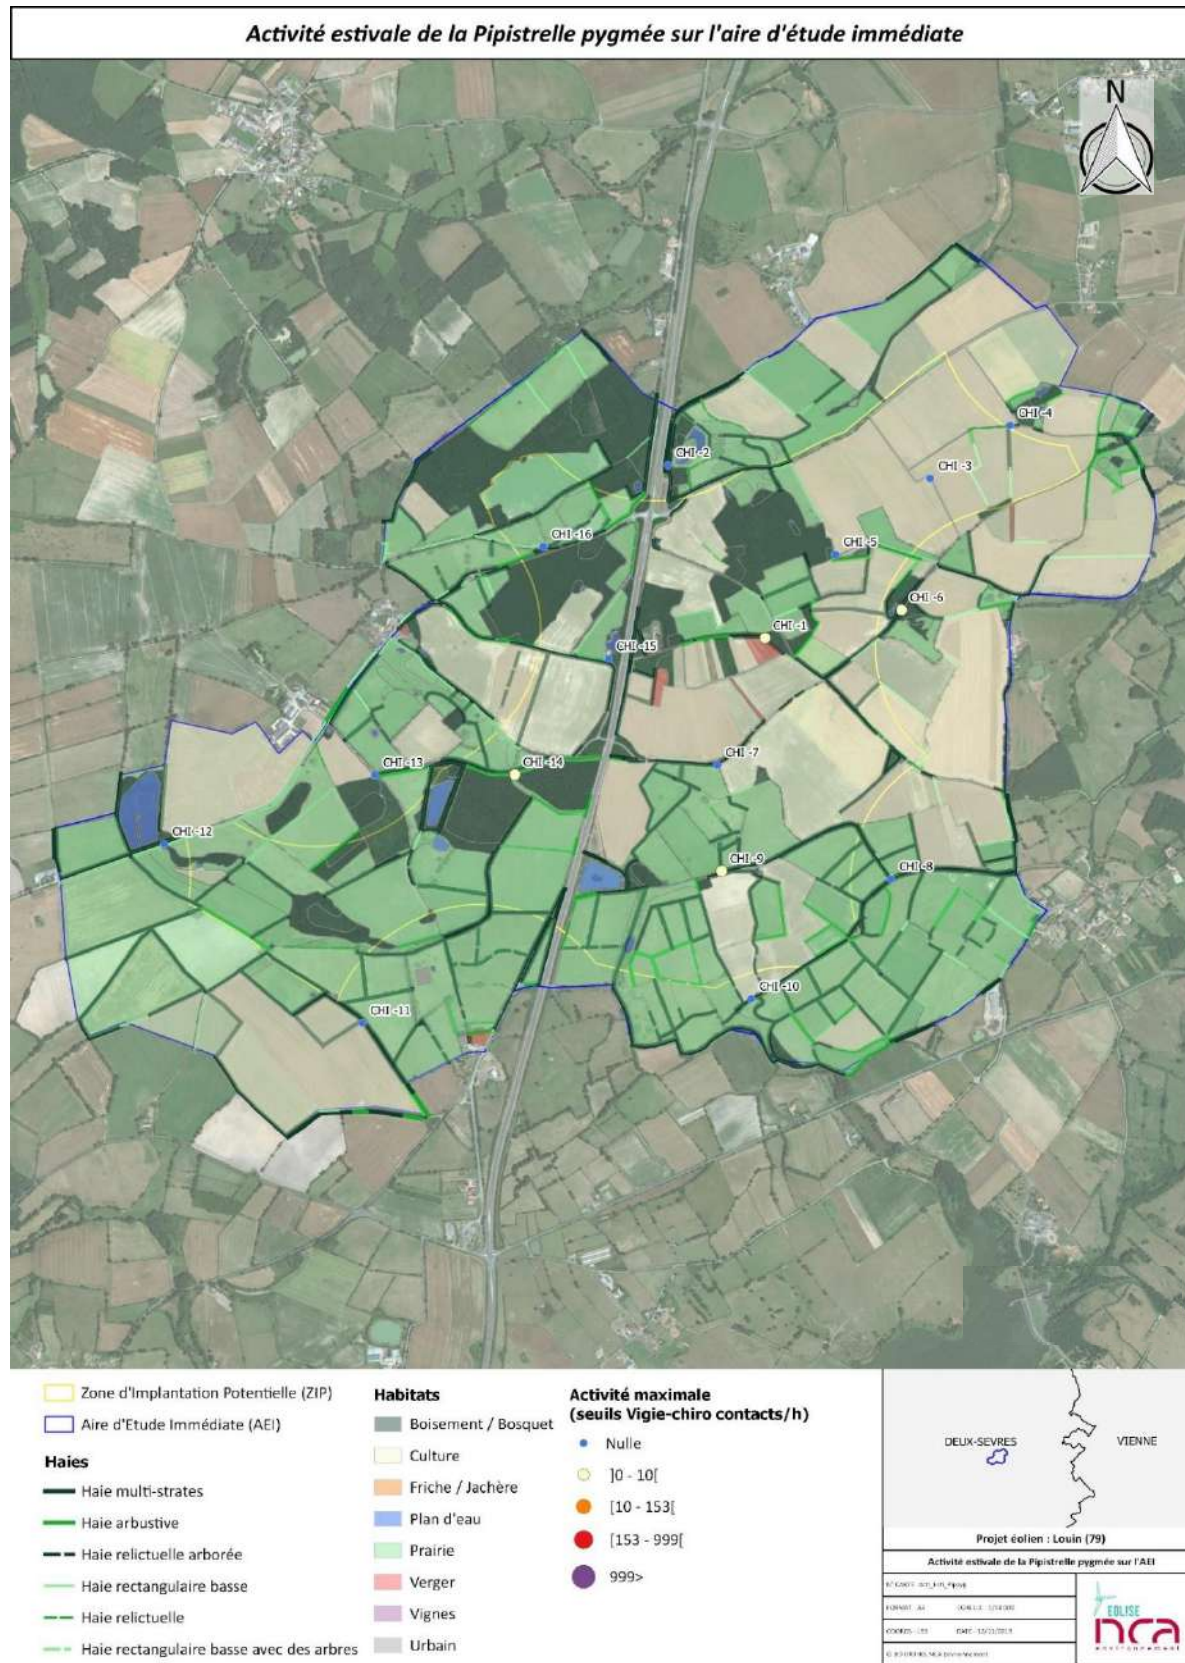 Activité estivale de la Pipistrelle pygmée sur l'aire d'étude immédiate
N
CHI -4
CHI -2
CHI -3
CHI -16
CHI -5
CHI -6
CHI -1
CHI -15
CHI -7
CHI -13
CHI -14
CHI -12
CHI -9
CHI -8
CHI -10
CHI -11
Zone d'Implantation Potentielle (ZIP)
Aire d'Etude Immédiate (AEI)
Haies
Haie multi-strates
Haie arbustive
Haie relictuelle arborée
Haie rectangulaire basse
Haie relictuelle
Haie rectangulaire basse avec des arbres
Habitats
Boisement / Bosquet
Culture
Friche / Jachère
Plan d'eau
Prairie
Verger
Vignes
Urbain
Activité maximale
(seuils Vigie-chiro contacts/h)
Nulle
]0 - 10[
[10 - 153[
[153 - 999[
999>
DEUX-SEVRES
VIENNE
Projet éolien : Louin (79)
Activité estivale de la Pipistrelle pygmée sur l'AEI
EOLISE
nca
environnement